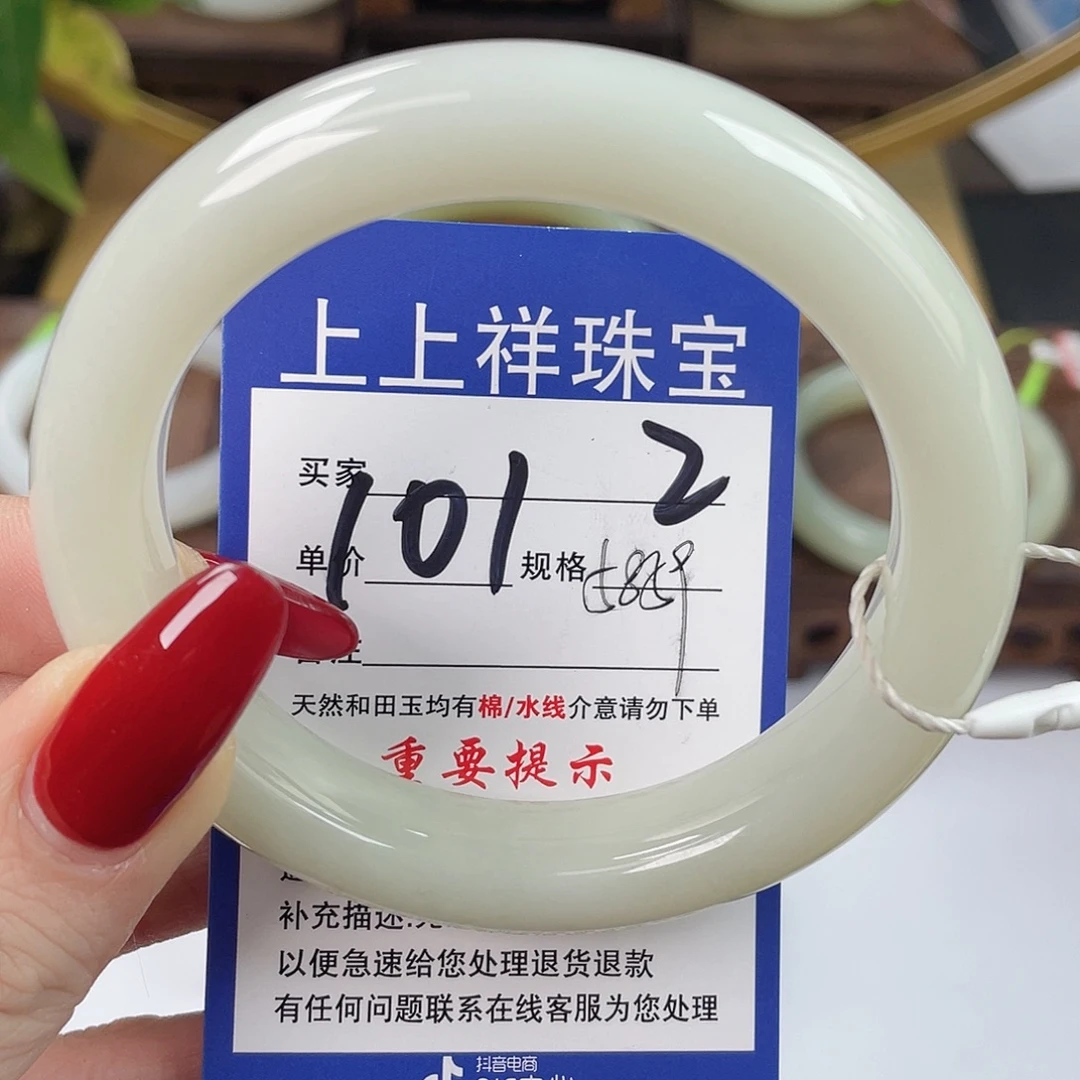 上上祥珠宝
买家 2
单价 101 规格
备注
天然和田玉均有棉/水线介意请勿下单
重要提示
补充描述:
以便急速给您处理退货退款
有任何问题联系在线客服为您处理
抖音电商